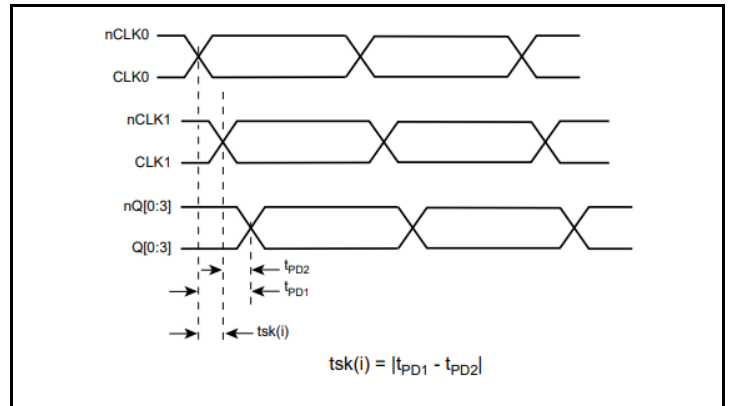 nCLK0
CLK0
nCLK1
CLK1
nQ[0:3]
Q[0:3]
tPD2
tPD1
tsk(i)
tsk(i) = |tPD1 - tPD2|